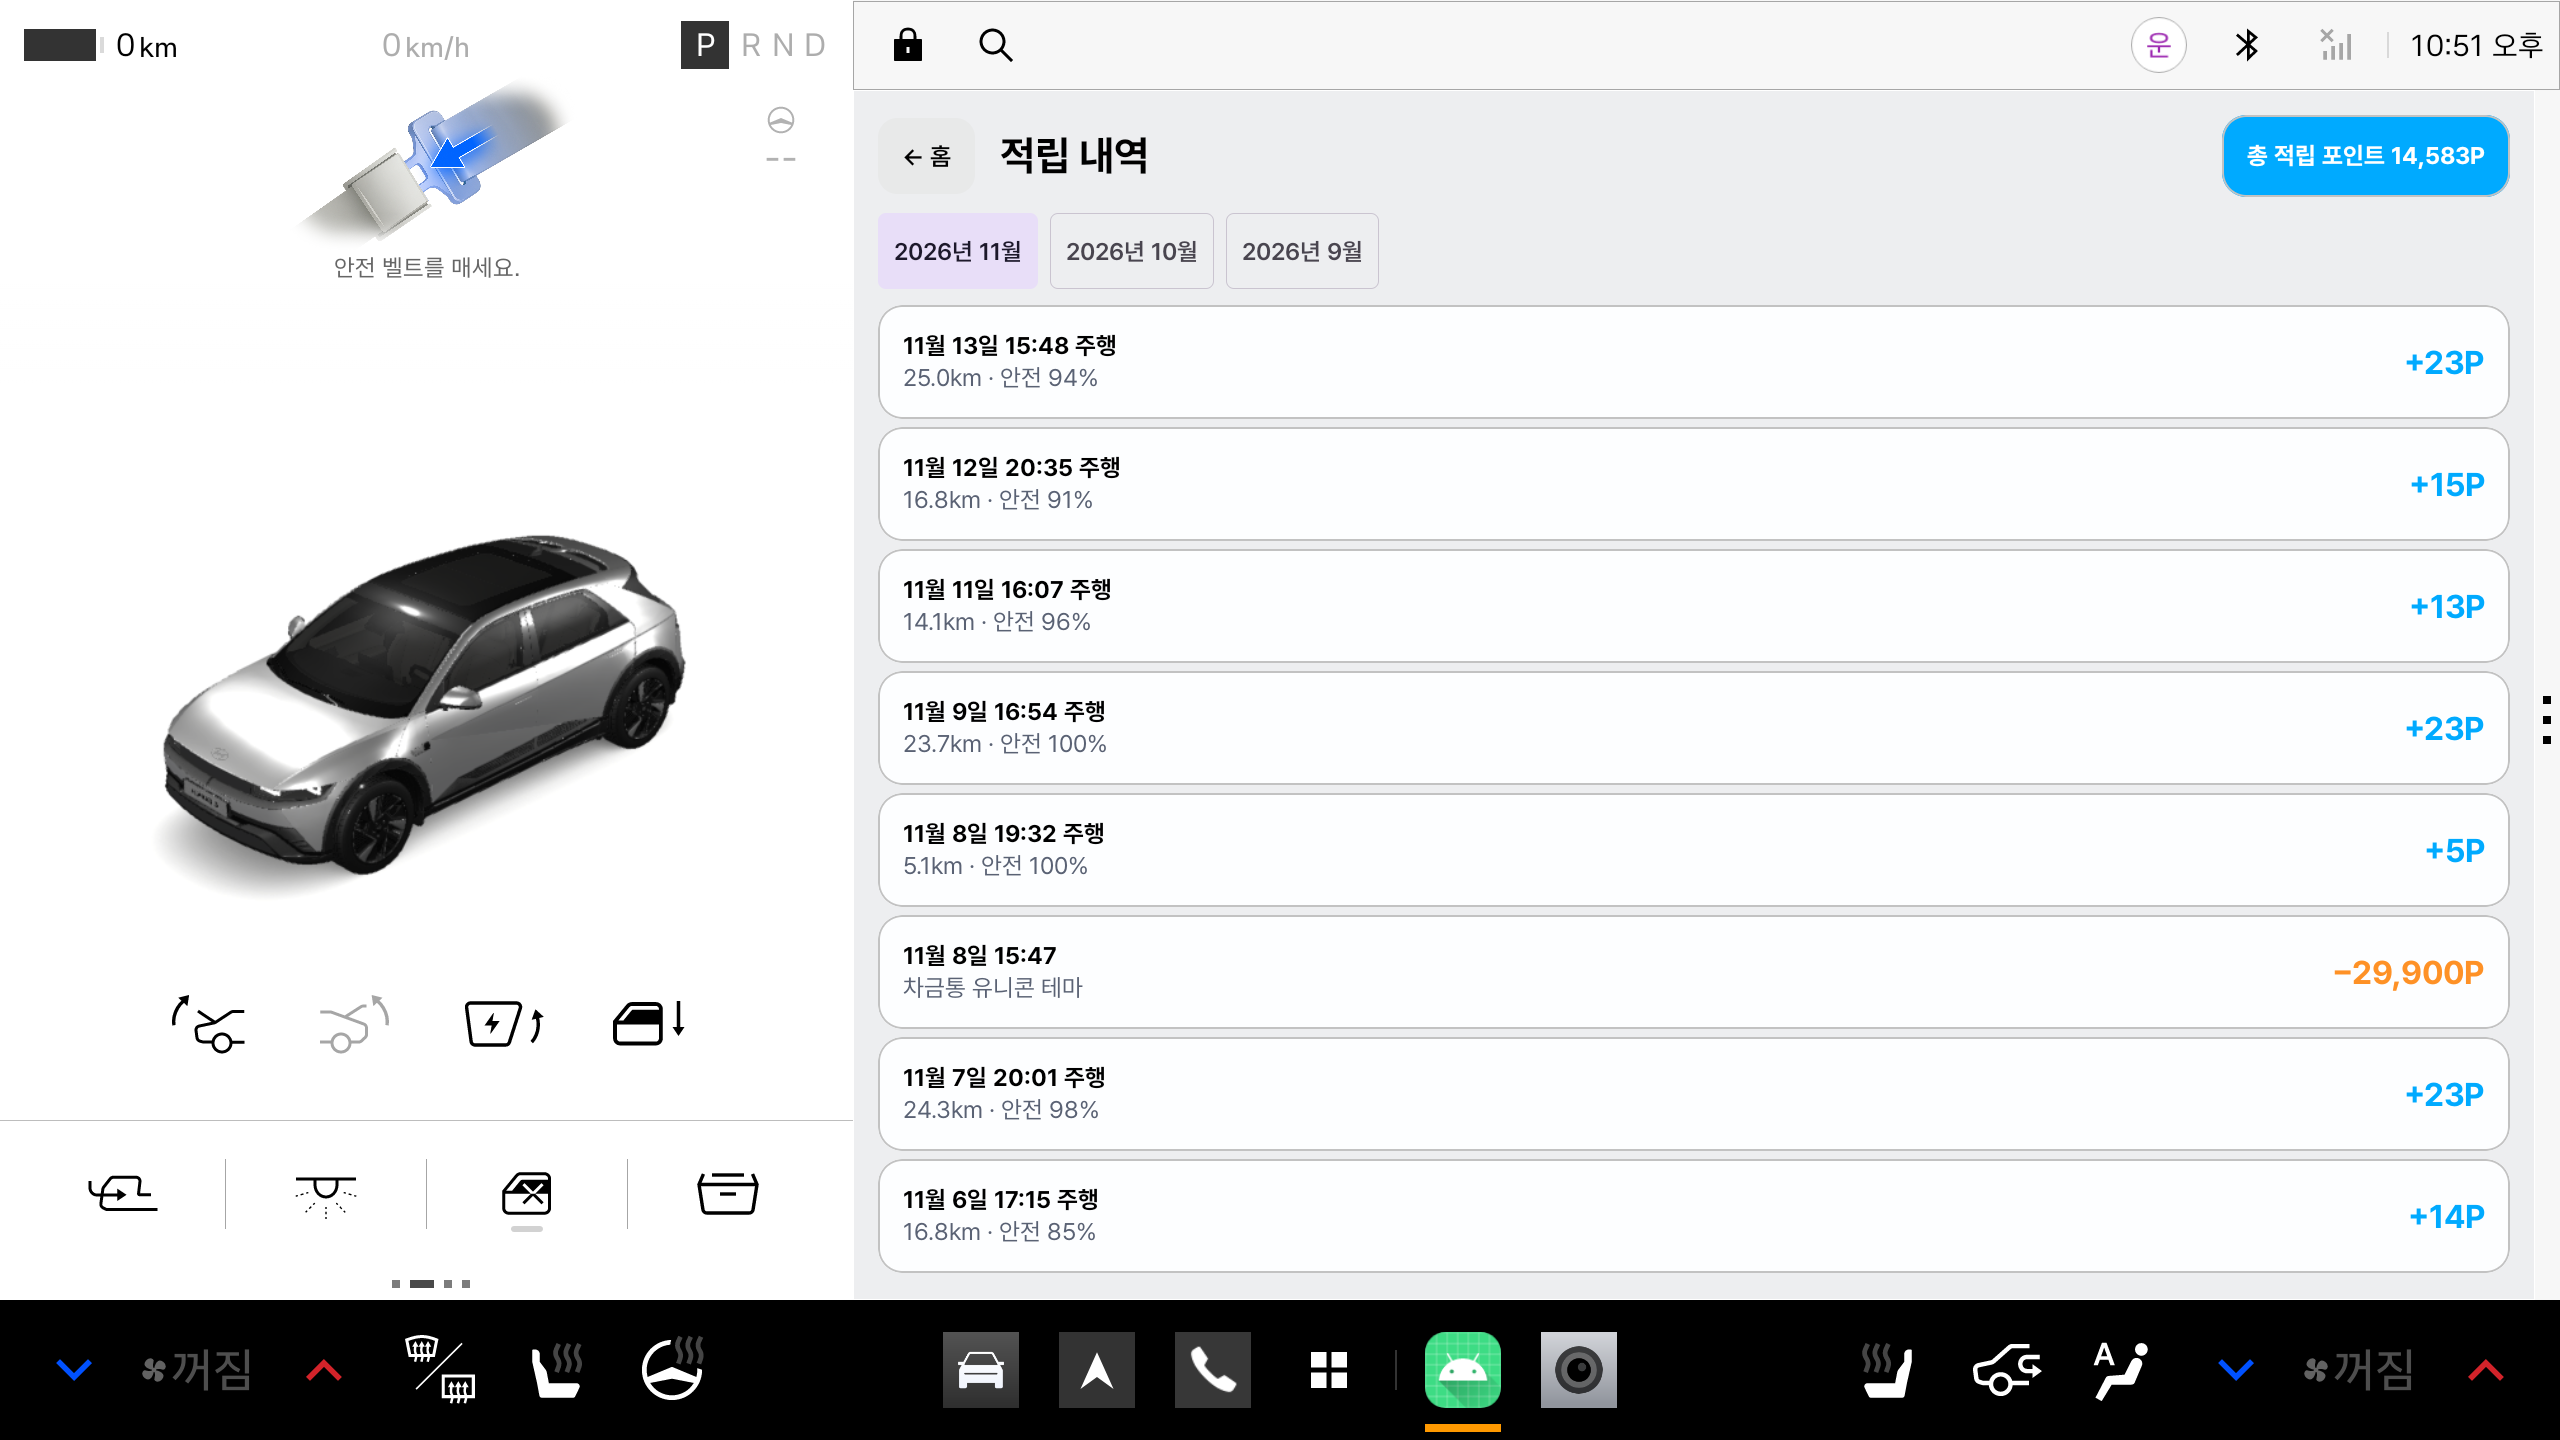 0 km
0 km/h
P R N D
10:51 오후
운
안전 벨트를 매세요.
← 홈
적립 내역
총 적립 포인트 14,583P
2026년 11월
2026년 10월
2026년 9월
11월 13일 15:48 주행
25.0km · 안전 94%
+23P
11월 12일 20:35 주행
16.8km · 안전 91%
+15P
11월 11일 16:07 주행
14.1km · 안전 96%
+13P
11월 9일 16:54 주행
23.7km · 안전 100%
+23P
11월 8일 19:32 주행
5.1km · 안전 100%
+5P
11월 8일 15:47
차금통 유니콘 테마
−29,900P
11월 7일 20:01 주행
24.3km · 안전 98%
+23P
11월 6일 17:15 주행
16.8km · 안전 85%
+14P
꺼짐
A
꺼짐